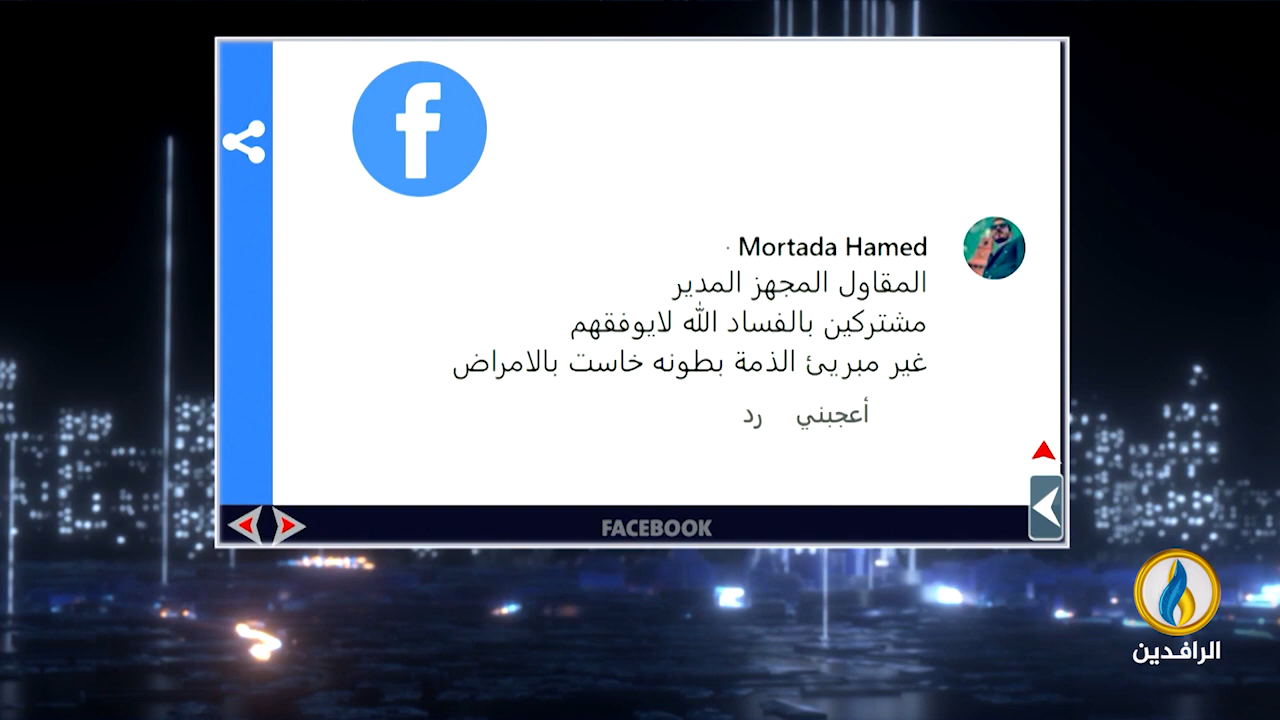 Mortada Hamed ·
المقاول المجهز المدير
مشتركين بالفساد الله لايوفقهم
غير مبريئ الذمة بطونه خاست بالامراض
أعجبني رد
FACEBOOK
الرافدين